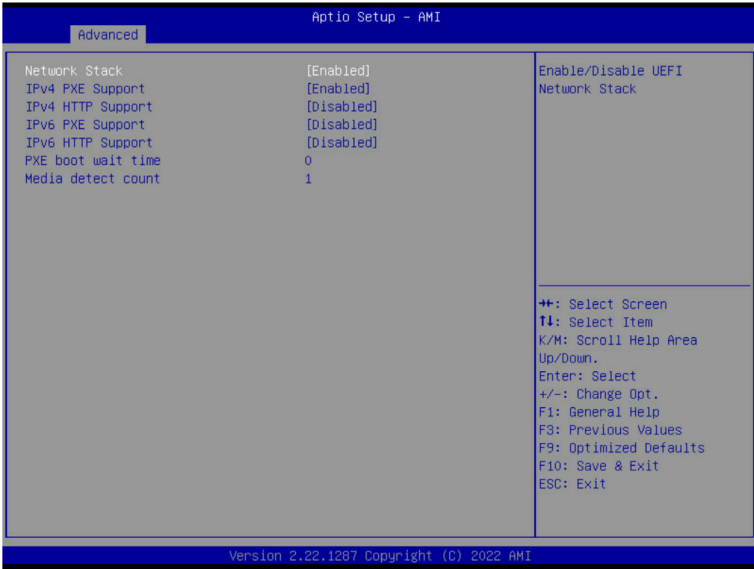 Aptio Setup – AMI
Advanced
Network Stack [Enabled]
IPv4 PXE Support [Enabled]
IPv4 HTTP Support [Disabled]
IPv6 PXE Support [Disabled]
IPv6 HTTP Support [Disabled]
PXE boot wait time 0
Media detect count 1
Enable/Disable UEFI
Network Stack
→←: Select Screen
↑↓: Select Item
K/M: Scroll Help Area
Up/Down.
Enter: Select
+/-: Change Opt.
F1: General Help
F3: Previous Values
F9: Optimized Defaults
F10: Save & Exit
ESC: Exit
Version 2.22.1287 Copyright (C) 2022 AMI